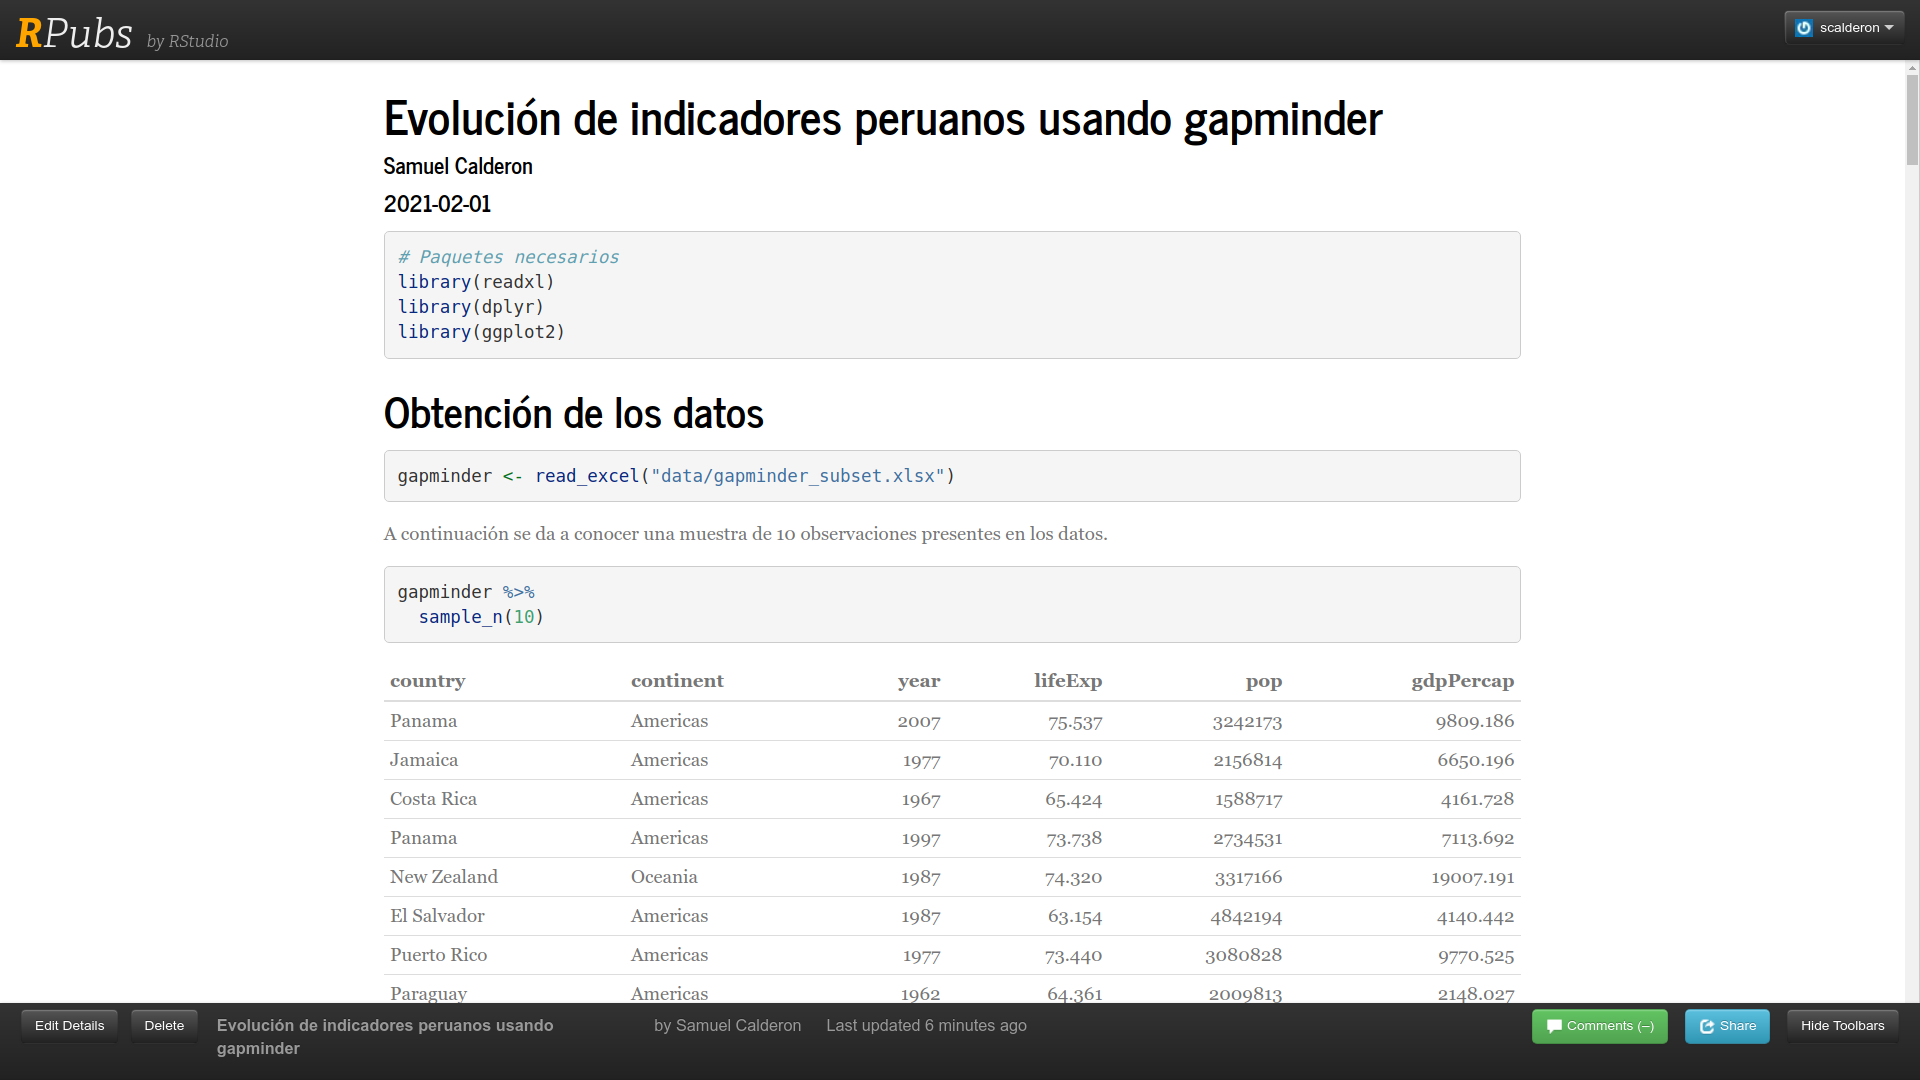 RPubs by RStudio
scalderon
Evolución de indicadores peruanos usando gapminder
Samuel Calderon
2021-02-01
# Paquetes necesarios
library(readxl)
library(dplyr)
library(ggplot2)
Obtención de los datos
gapminder <- read_excel("data/gapminder_subset.xlsx")
A continuación se da a conocer una muestra de 10 observaciones presentes en los datos.
gapminder %>%
  sample_n(10)
country continent year lifeExp pop gdpPercap
Panama Americas 2007 75.537 3242173 9809.186
Jamaica Americas 1977 70.110 2156814 6650.196
Costa Rica Americas 1967 65.424 1588717 4161.728
Panama Americas 1997 73.738 2734531 7113.692
New Zealand Oceania 1987 74.320 3317166 19007.191
El Salvador Americas 1987 63.154 4842194 4140.442
Puerto Rico Americas 1977 73.440 3080828 9770.525
Paraguay Americas 1962 64.361 2009813 2148.027
Edit Details Delete Evolución de indicadores peruanos usando by Samuel Calderon Last updated 6 minutes ago Comments (–) Share Hide Toolbars
gapminder